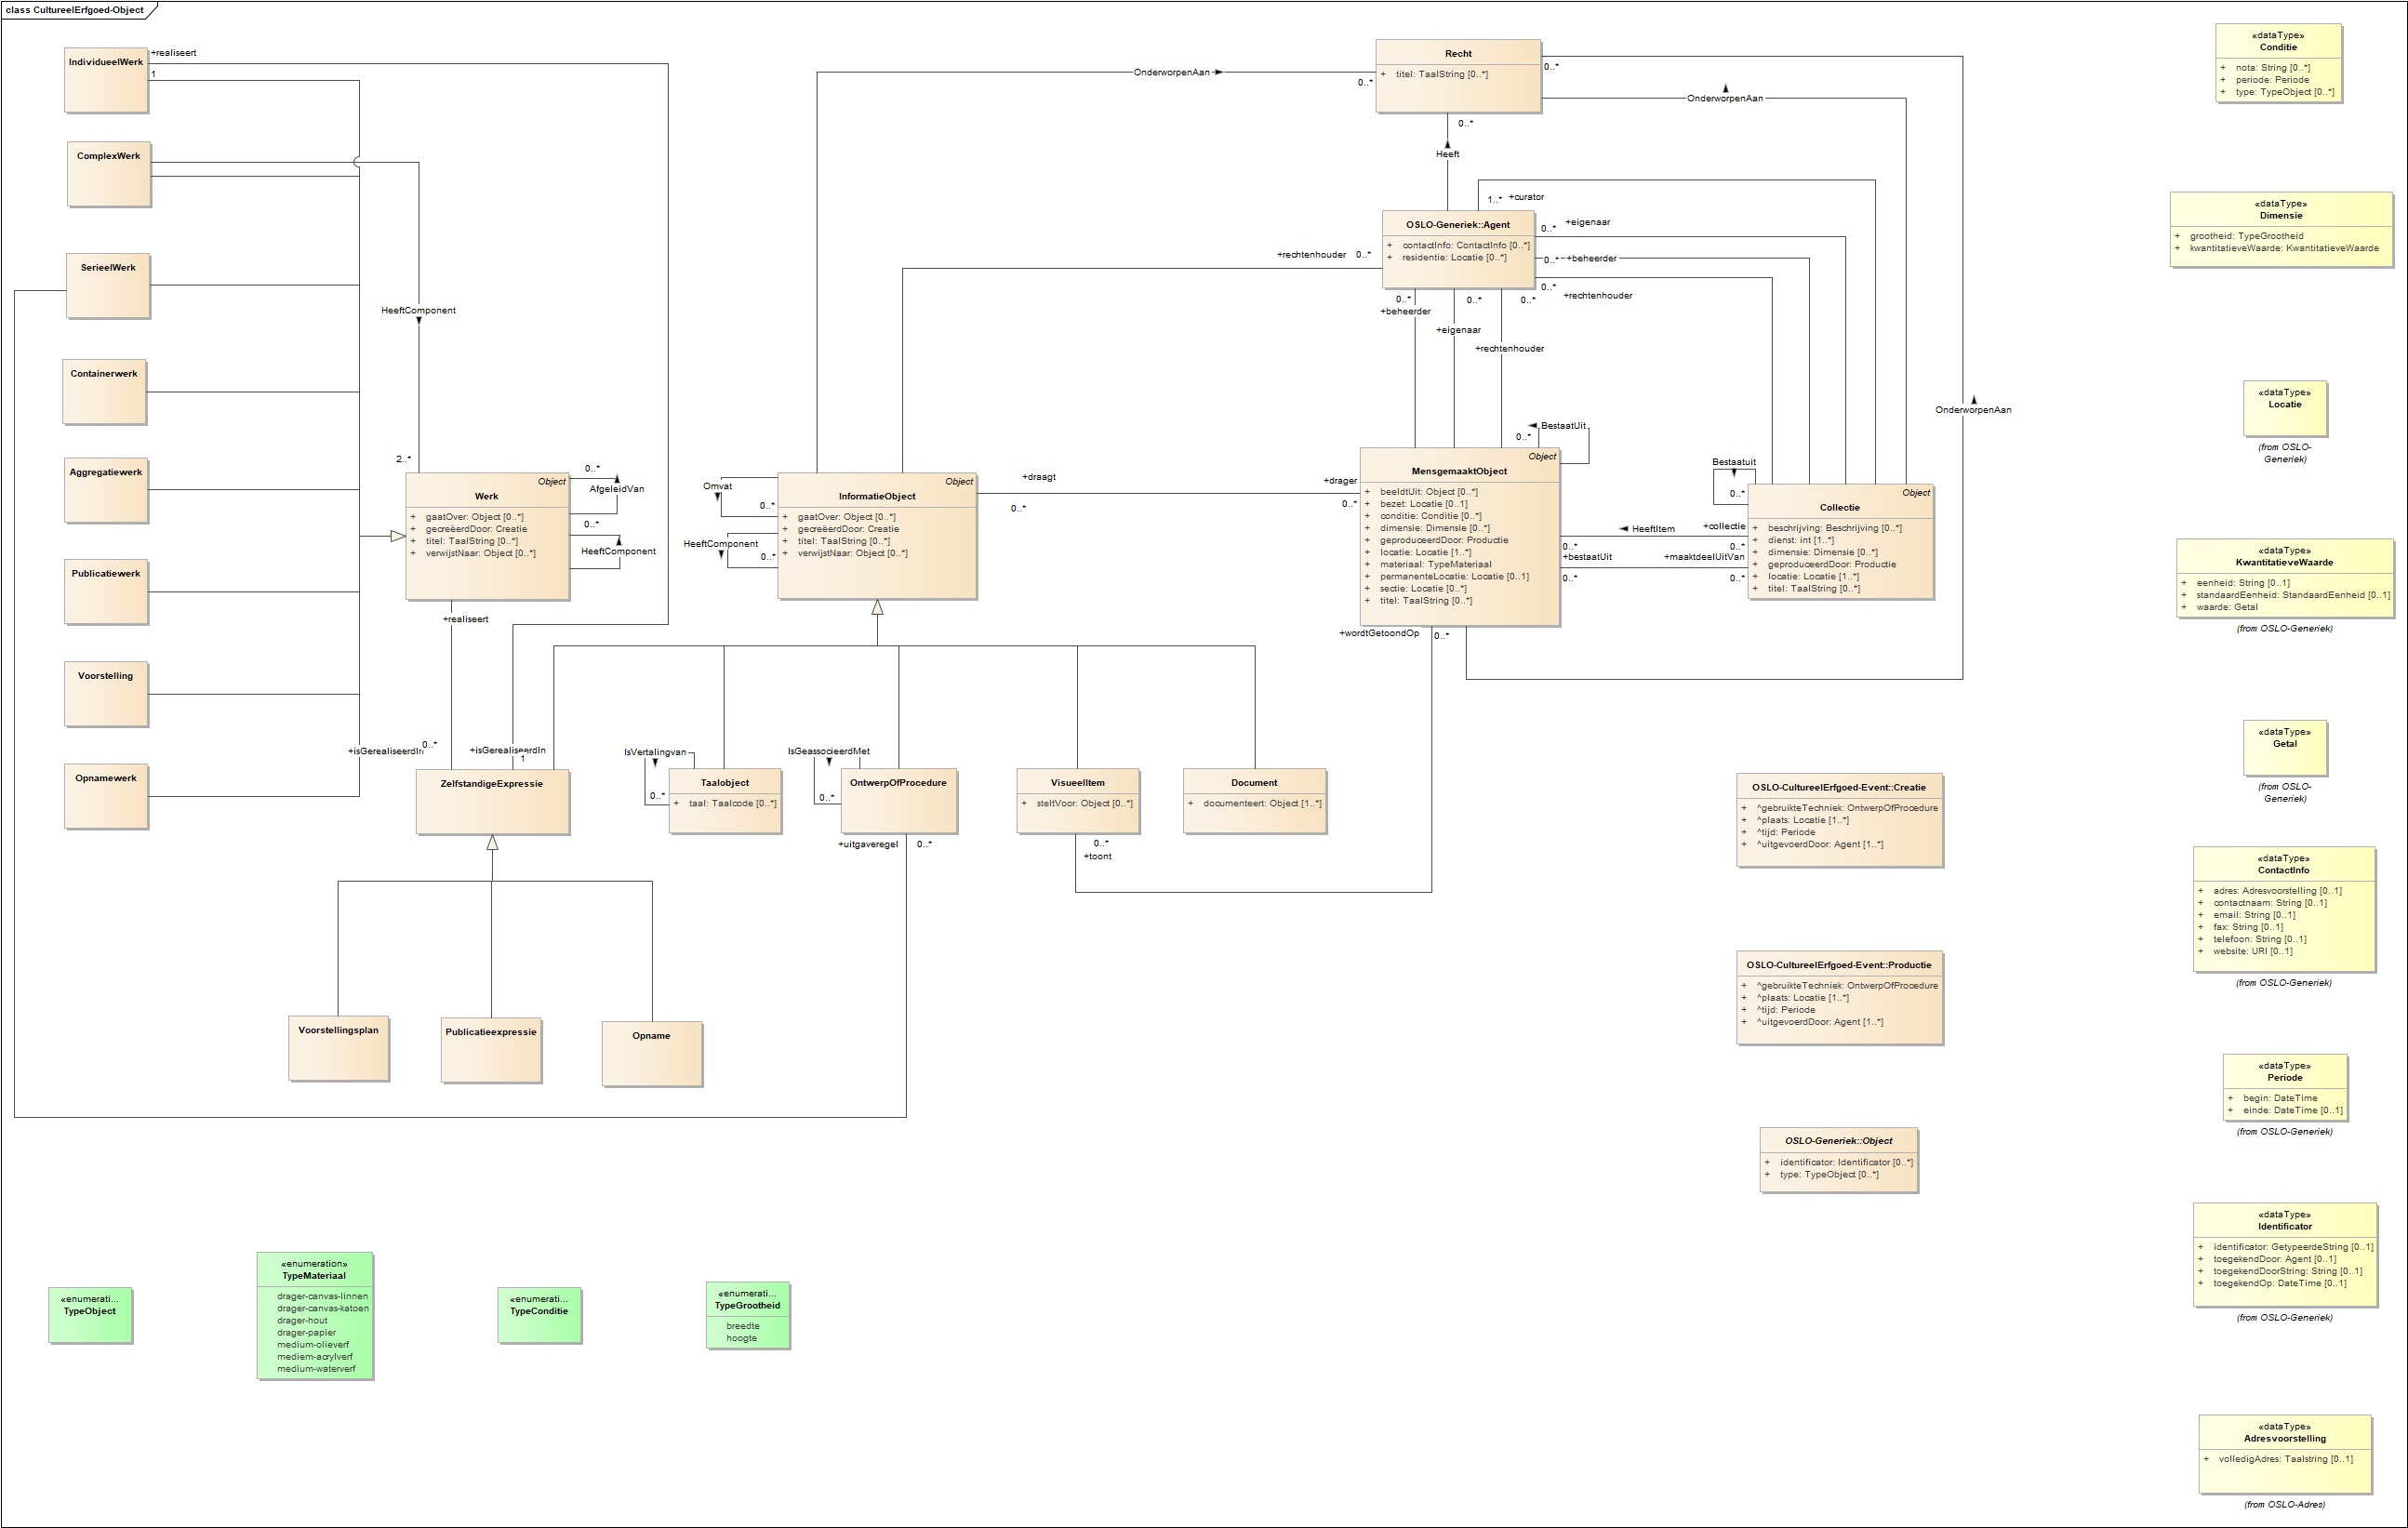 class CultureelErfgoed-Object
IndividueelWerk
+realiseert
1
ComplexWerk
SerieelWerk
Containerwerk
Aggregatiewerk
Publicatiewerk
Voorstelling
Opnamewerk
HeeftComponent
2..*
Object
Werk
+ gaatOver: Object [0..*]
+ gecreëerdDoor: Creatie
+ titel: TaalString [0..*]
+ verwijstNaar: Object [0..*]
0..*
AfgeleidVan
0..*
HeeftComponent
+realiseert
+isGerealiseerdIn
0..*
+isGerealiseerdIn
1
ZelfstandigeExpressie
Voorstellingsplan
Publicatieexpressie
Opname
Omvat
0..*
HeeftComponent
0..*
Object
InformatieObject
+ gaatOver: Object [0..*]
+ gecreëerdDoor: Creatie
+ titel: TaalString [0..*]
+ verwijstNaar: Object [0..*]
IsVertalingvan
0..*
Taalobject
+ taal: Taalcode [0..*]
IsGeassocieerdMet
0..*
OntwerpOfProcedure
+uitgaveregel
0..*
VisueelItem
+ steltVoor: Object [0..*]
0..*
+toont
Document
+ documenteert: Object [1..*]
OnderworpenAan
0..*
Recht
+ titel: TaalString [0..*]
0..*
OnderworpenAan
0..*
Heeft
1..*
+curator
OSLO-Generiek::Agent
+ contactInfo: ContactInfo [0..*]
+ residentie: Locatie [0..*]
0..*
+eigenaar
0..*
+beheerder
0..*
+rechtenhouder
+rechtenhouder
0..*
0..*
+beheerder
0..*
+eigenaar
0..*
+rechtenhouder
OnderworpenAan
BestaatUit
0..*
+draagt
0..*
+drager
0..*
Object
MensgemaaktObject
+ beeldtUit: Object [0..*]
+ bezet: Locatie [0..1]
+ conditie: Conditie [0..*]
+ dimensie: Dimensie [0..*]
+ geproduceerdDoor: Productie
+ locatie: Locatie [1..*]
+ materiaal: TypeMateriaal
+ permanenteLocatie: Locatie [0..1]
+ sectie: Locatie [0..*]
+ titel: TaalString [0..*]
+wordtGetoondOp
0..*
HeeftItem
+collectie
0..*
0..*
+bestaatUit
+maaktdeelUitVan
0..*
0..*
Bestaatuit
0..*
Object
Collectie
+ beschrijving: Beschrijving [0..*]
+ dienst: int [1..*]
+ dimensie: Dimensie [0..*]
+ geproduceerdDoor: Productie
+ locatie: Locatie [1..*]
+ titel: TaalString [0..*]
OSLO-CultureelErfgoed-Event::Creatie
+ ^gebruikteTechniek: OntwerpOfProcedure
+ ^plaats: Locatie [1..*]
+ ^tijd: Periode
+ ^uitgevoerdDoor: Agent [1..*]
OSLO-CultureelErfgoed-Event::Productie
+ ^gebruikteTechniek: OntwerpOfProcedure
+ ^plaats: Locatie [1..*]
+ ^tijd: Periode
+ ^uitgevoerdDoor: Agent [1..*]
OSLO-Generiek::Object
+ identificator: Identificator [0..*]
+ type: TypeObject [0..*]
«dataType»
Conditie
+ nota: String [0..*]
+ periode: Periode
+ type: TypeObject [0..*]
«dataType»
Dimensie
+ grootheid: TypeGrootheid
+ kwantitatieveWaarde: KwantitatieveWaarde
«dataType»
Locatie
(from OSLO-
Generiek)
«dataType»
KwantitatieveWaarde
+ eenheid: String [0..1]
+ standaardEenheid: StandaardEenheid [0..1]
+ waarde: Getal
(from OSLO-Generiek)
«dataType»
Getal
(from OSLO-
Generiek)
«dataType»
ContactInfo
+ adres: Adresvoorstelling [0..1]
+ contactnaam: String [0..1]
+ email: String [0..1]
+ fax: String [0..1]
+ telefoon: String [0..1]
+ website: URI [0..1]
(from OSLO-Generiek)
«dataType»
Periode
+ begin: DateTime
+ einde: DateTime [0..1]
(from OSLO-Generiek)
«dataType»
Identificator
+ identificator: GetypeerdeString [0..1]
+ toegekendDoor: Agent [0..1]
+ toegekendDoorString: String [0..1]
+ toegekendOp: DateTime [0..1]
(from OSLO-Generiek)
«dataType»
Adresvoorstelling
+ volledigAdres: Taalstring [0..1]
(from OSLO-Adres)
«enumerati...
TypeObject
«enumeration»
TypeMateriaal
drager-canvas-linnen
drager-canvas-katoen
drager-hout
drager-papier
medium-olieverf
mediem-acrylverf
medium-waterverf
«enumerati...
TypeConditie
«enumerati...
TypeGrootheid
breedte
hoogte